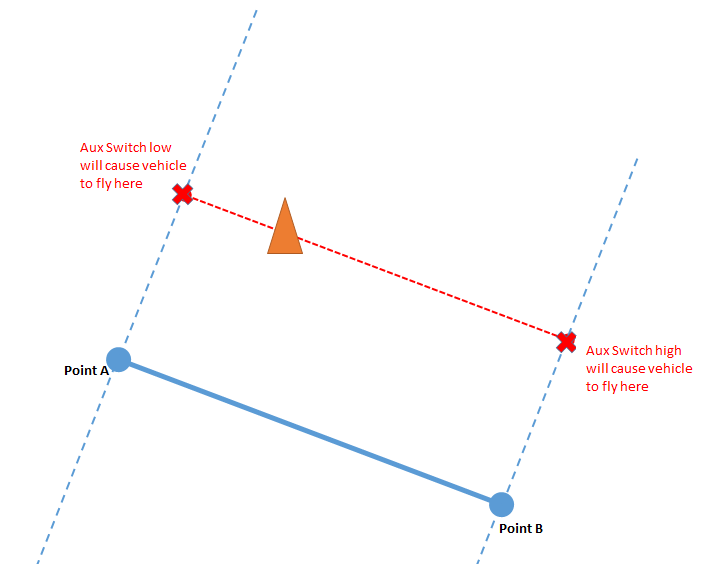 Aux Switch low
will cause vehicle
to fly here
Aux Switch high
will cause vehicle
to fly here
Point A
Point B